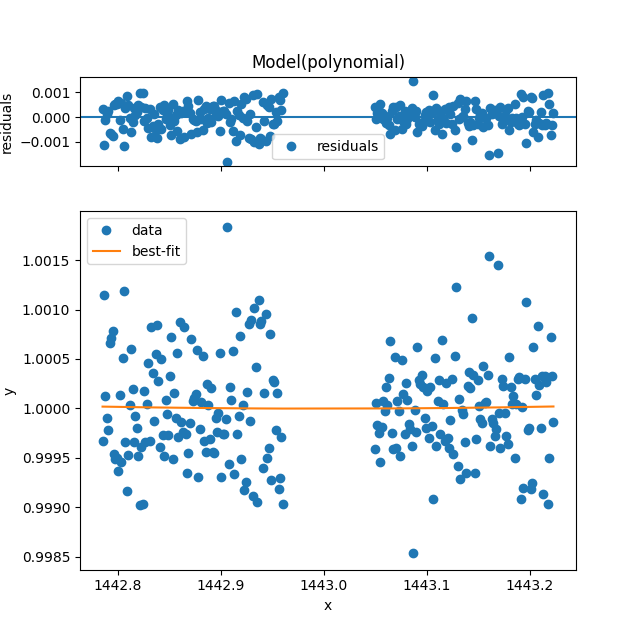 Model(polynomial)
0.001
0.000
−0.001
residuals
residuals
data
best-fit
1.0015
1.0010
1.0005
1.0000
0.9995
0.9990
0.9985
y
1442.8 1442.9 1443.0 1443.1 1443.2
x